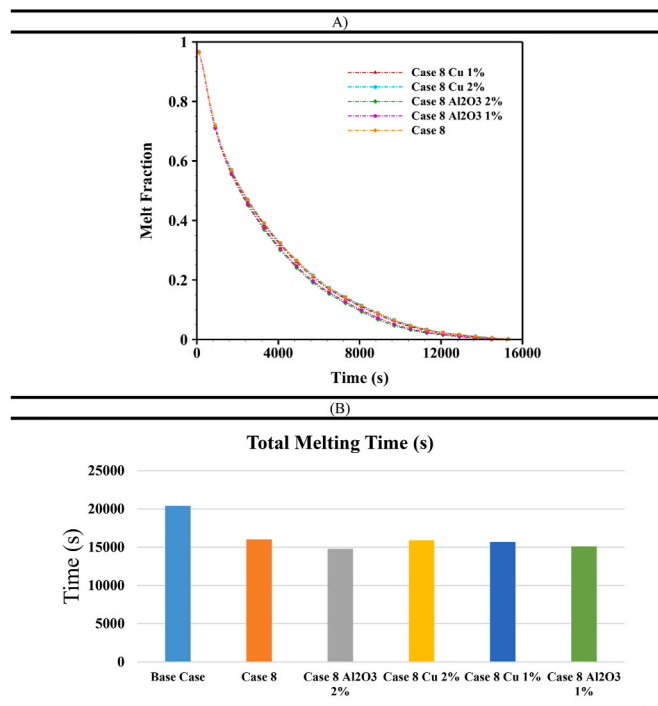 A)
1
0.8
0.6
0.4
0.2
0
Melt Fraction
Case 8 Cu 1%
Case 8 Cu 2%
Case 8 Al2O3 2%
Case 8 Al2O3 1%
Case 8
0 4000 8000 12000 16000
Time (s)
(B)
Total Melting Time (s)
25000
20000
15000
10000
5000
0
Time (s)
Base Case Case 8 Case 8 Al2O3 Case 8 Cu 2% Case 8 Cu 1% Case 8 Al2O3
2% 1%